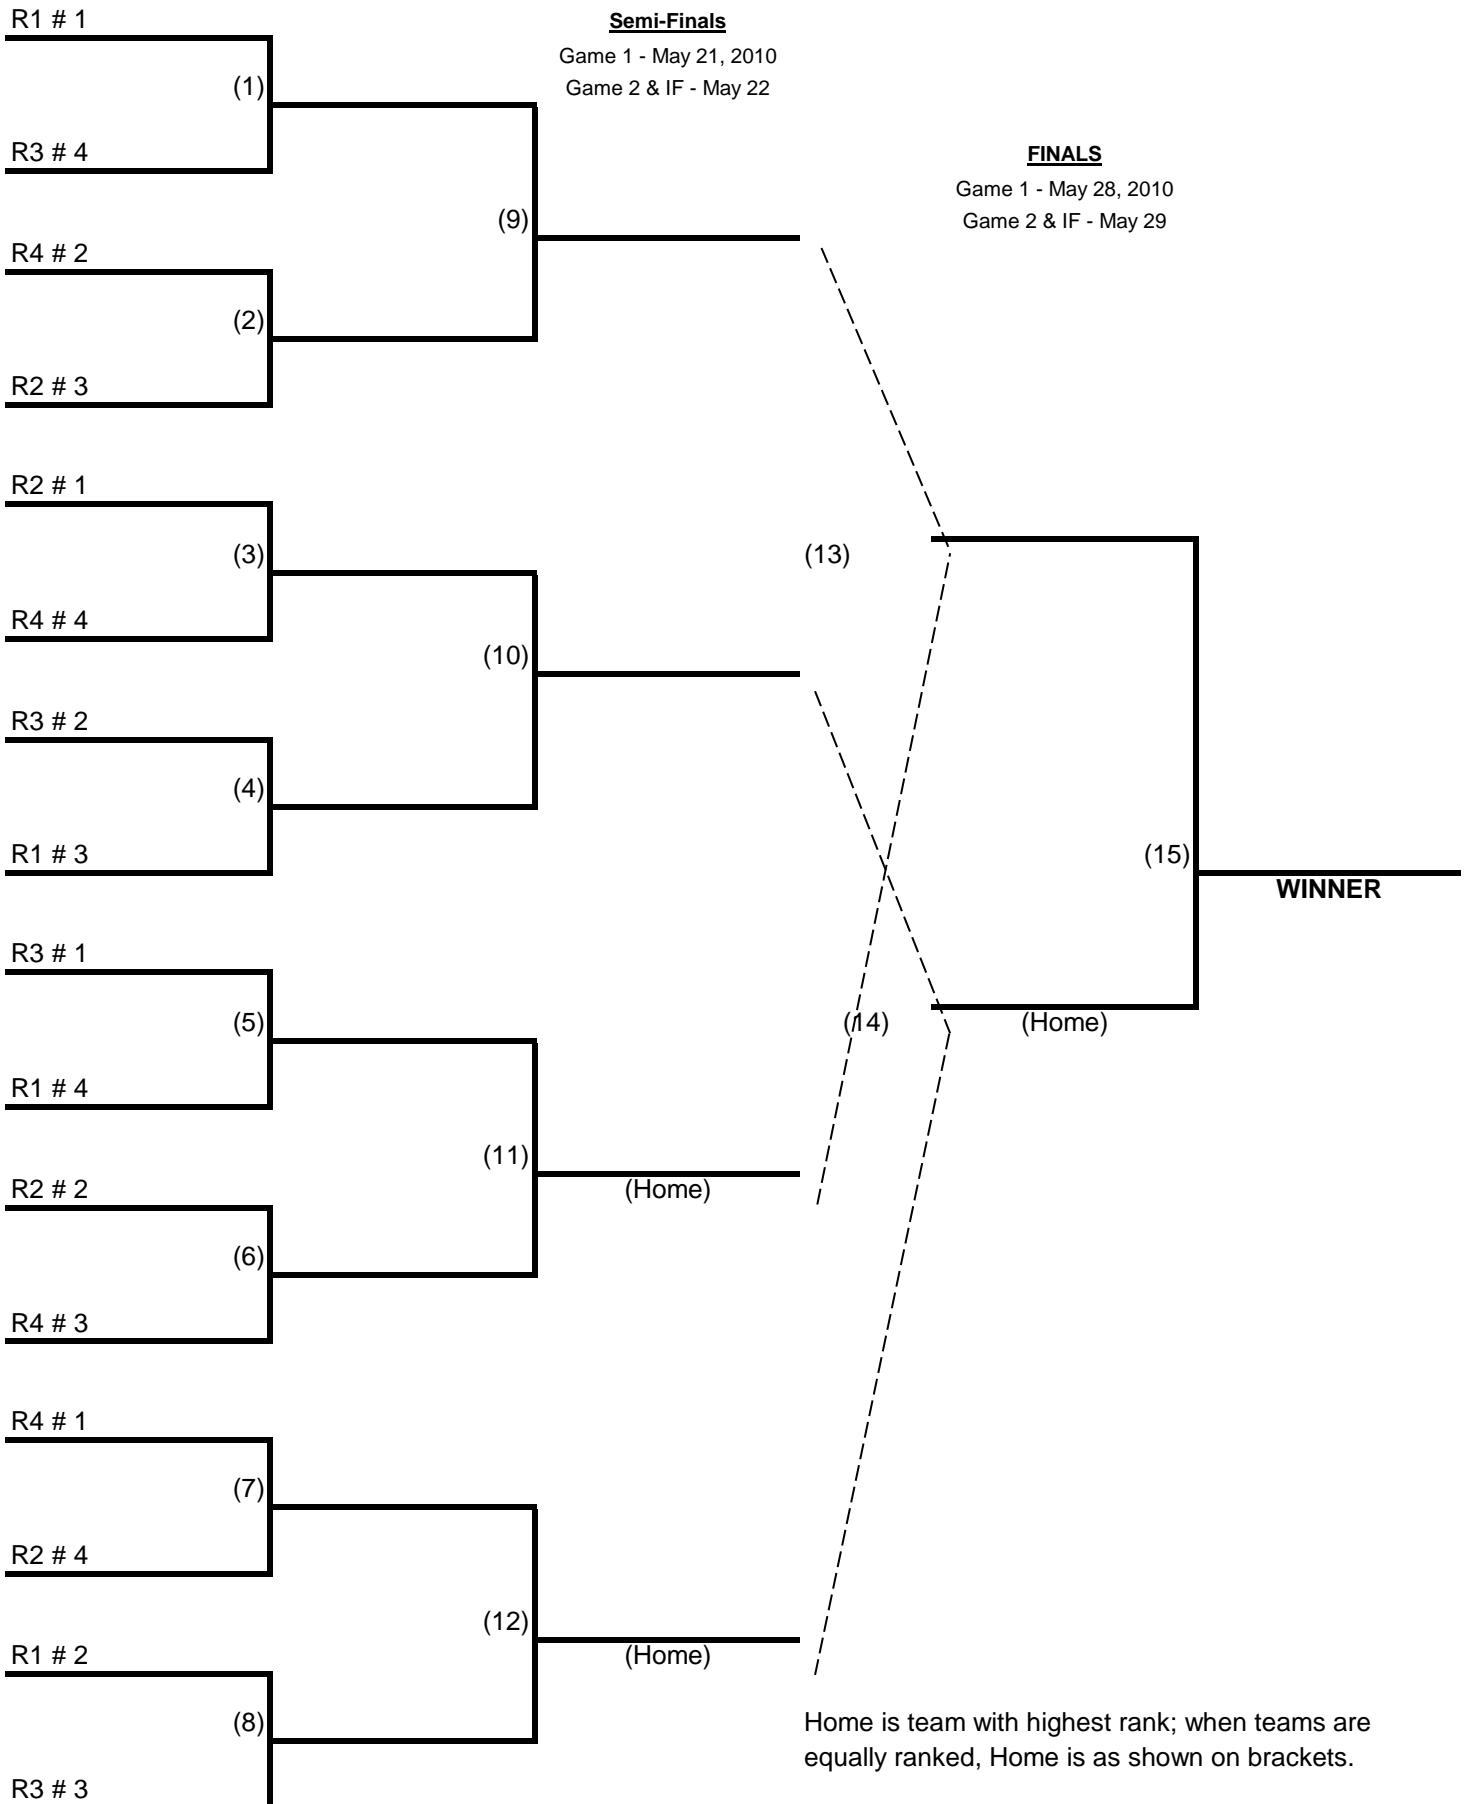 R1 # 1
Semi-Finals
Game 1 - May 21, 2010
Game 2 & IF - May 22
(1)
R3 # 4
FINALS
Game 1 - May 28, 2010
Game 2 & IF - May 29
(9)
R4 # 2
(2)
R2 # 3
R2 # 1
(3)
(13)
R4 # 4
(10)
R3 # 2
(4)
R1 # 3
(15)
WINNER
R3 # 1
(5)
(14)
(Home)
R1 # 4
(11)
R2 # 2
(Home)
(6)
R4 # 3
R4 # 1
(7)
R2 # 4
(12)
R1 # 2
(Home)
(8)
Home is team with highest rank; when teams are
equally ranked, Home is as shown on brackets.
R3 # 3